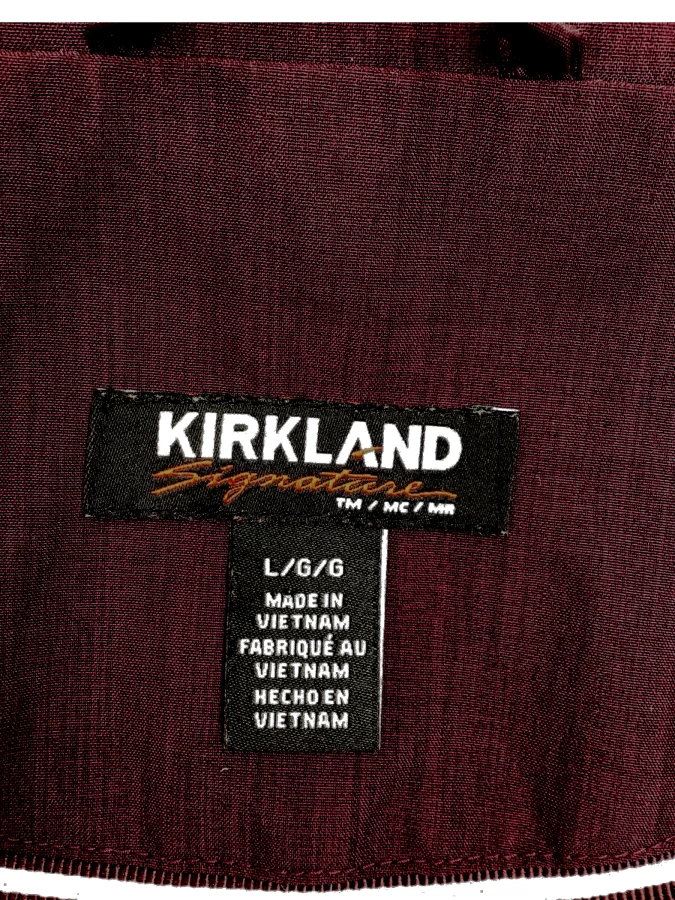 KIRKLAND
Signature
TM / MC / MR
L/G/G
MADE IN
VIETNAM
FABRIQUÉ AU
VIETNAM
HECHO EN
VIETNAM